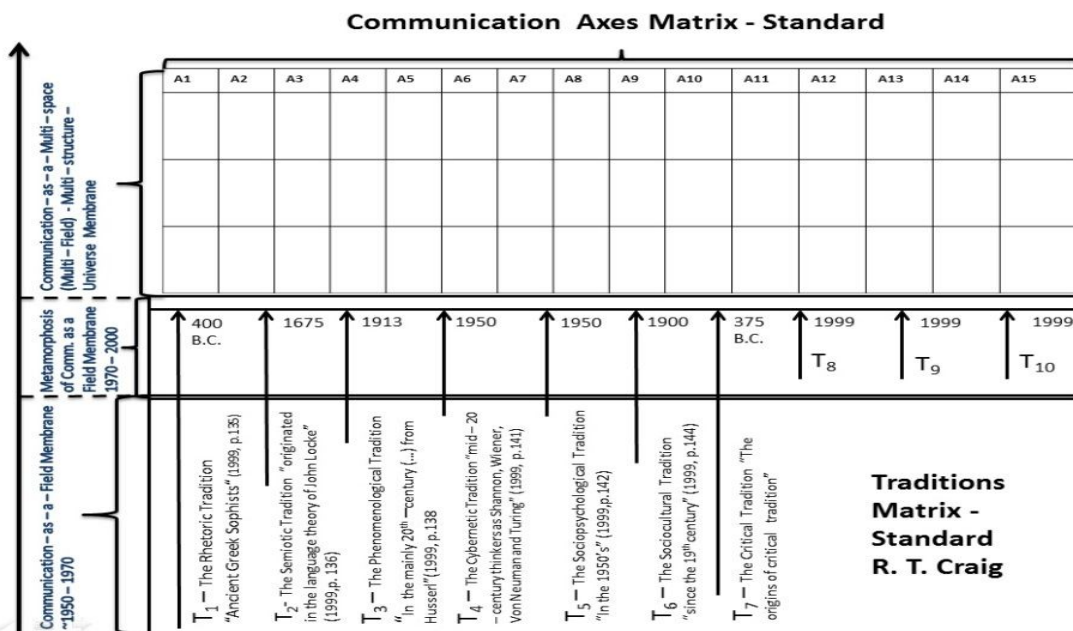 Communication Axes Matrix - Standard
A1 A2 A3 A4 A5 A6 A7 A8 A9 A10 A11 A12 A13 A14 A15
Communication – as – a – Multi – space
(Multi – Field) - Multi – structure –
Universe Membrane
Metamorphosis
of Comm. as a
Field Membrane
1970 – 2000
Communication – as – a – Field Membrane
~1950 – 1970
400
B.C.
1675
1913
1950
1950
1900
375
B.C.
1999
1999
1999
T8
T9
T10
T1 – The Rhetoric Tradition
“Ancient Greek Sophists“ (1999, p.135)
T2- The Semiotic Tradition “originated
in the language theory of John Locke”
(1999,p. 136)
T3 – The Phenomenological Tradition
“In the mainly 20th –century (...) from
Husserl”(1999, p.138
T4 – The Cybernetic Tradition “mid – 20
– century thinkers as Shannon, Wiener,
Von Neuman and Turing” (1999, p.141)
T5 – The Sociopsychological Tradition
“In the 1950’s” (1999,p.142)
T6 – The Sociocultural Tradition
“since the 19th century” (1999, p.144)
T7 – The Critical Tradition “The
origins of critical tradition”
Traditions
Matrix -
Standard
R. T. Craig